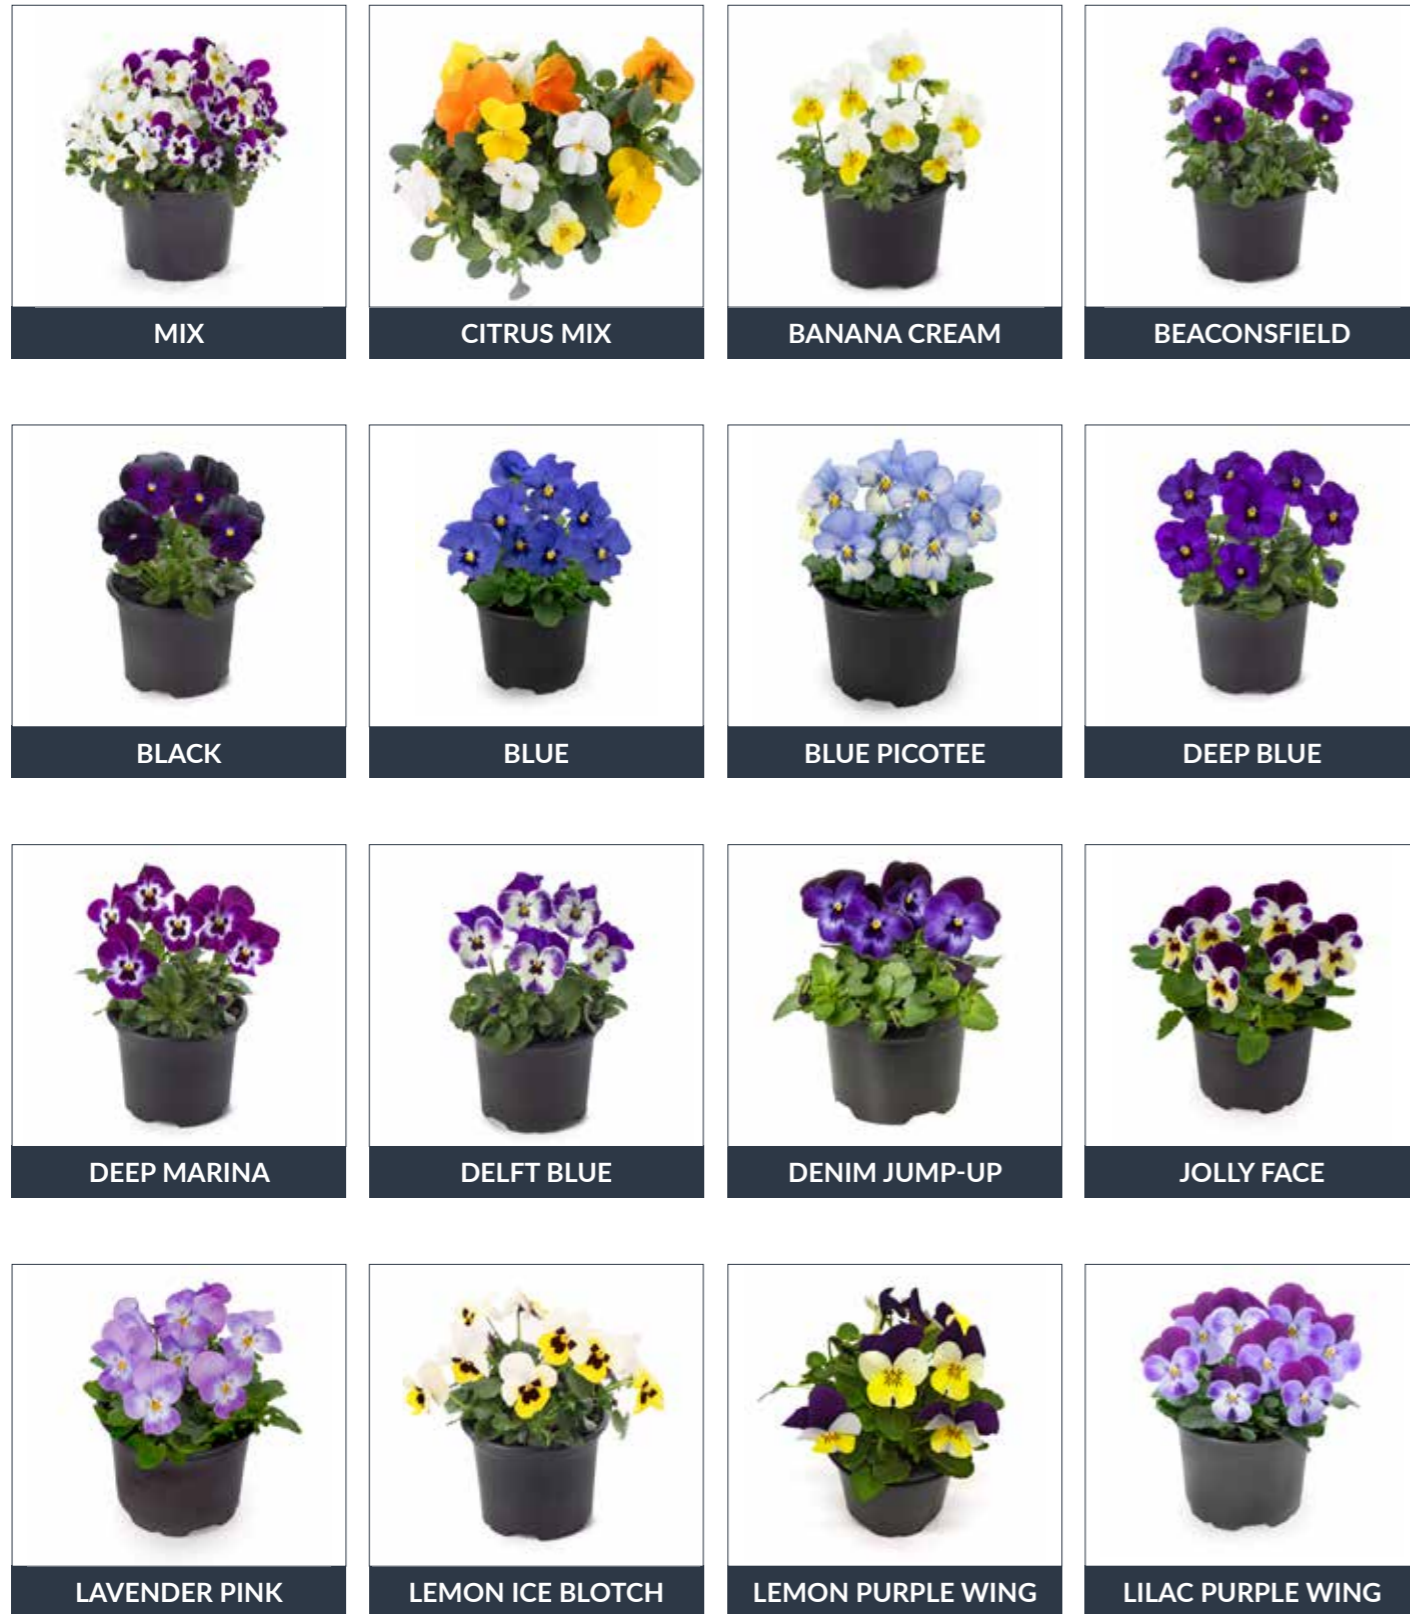 MIX
CITRUS MIX
BANANA CREAM
BEACONSFIELD
BLACK
BLUE
BLUE PICOTEE
DEEP BLUE
DEEP MARINA
DELFT BLUE
DENIM JUMP-UP
JOLLY FACE
LAVENDER PINK
LEMON ICE BLOTCH
LEMON PURPLE WING
LILAC PURPLE WING